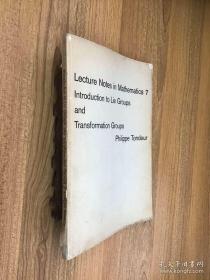 Lecture Notes in Mathematics 7
Introduction to Lie Groups
and
Transformation Groups
Philippe Tondeur